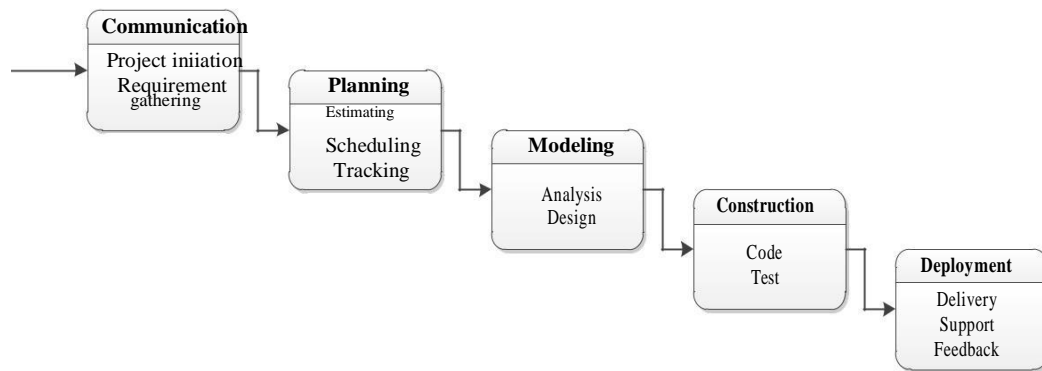 Communication
Project iniiation
Requirement
gathering
Planning
Estimating
Scheduling
Tracking
Modeling
Analysis
Design
Construction
Code
Test
Deployment
Delivery
Support
Feedback